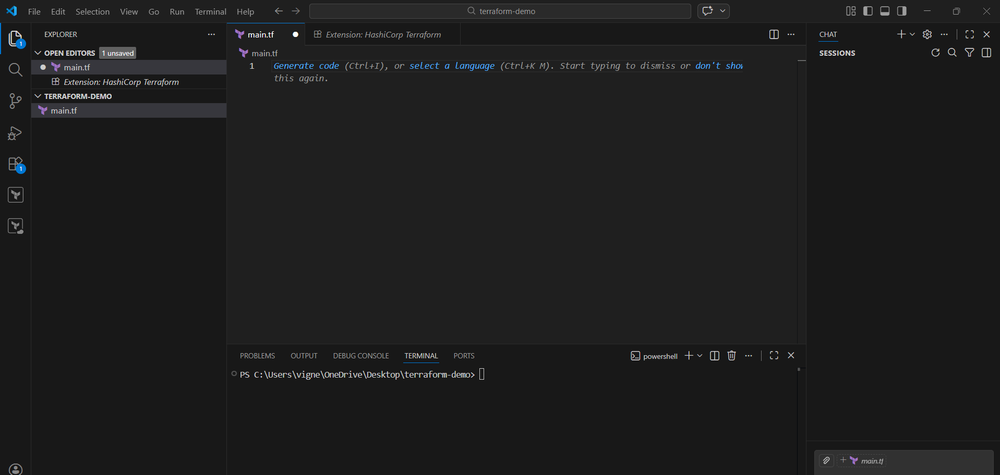 File Edit Selection View Go Run Terminal Help
terraform-demo
EXPLORER
OPEN EDITORS 1 unsaved
main.tf
Extension: HashiCorp Terraform
TERRAFORM-DEMO
main.tf
1
1
main.tf
Extension: HashiCorp Terraform
main.tf
1 Generate code (Ctrl+I), or select a language (Ctrl+K M). Start typing to dismiss or don't show
this again.
PROBLEMS OUTPUT DEBUG CONSOLE TERMINAL PORTS
powershell
PS C:\Users\vigne\OneDrive\Desktop\terraform-demo>
CHAT
SESSIONS
main.tf